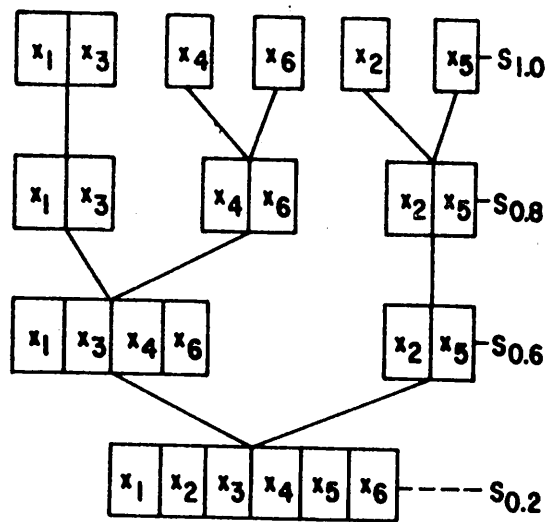 x₁ x₃ x₄ x₆ x₂ x₅ S₁.₀
x₁ x₃ x₄ x₆ x₂ x₅ S₀.₈
x₁ x₃ x₄ x₆ x₂ x₅ S₀.₆
x₁ x₂ x₃ x₄ x₅ x₆ S₀.₂